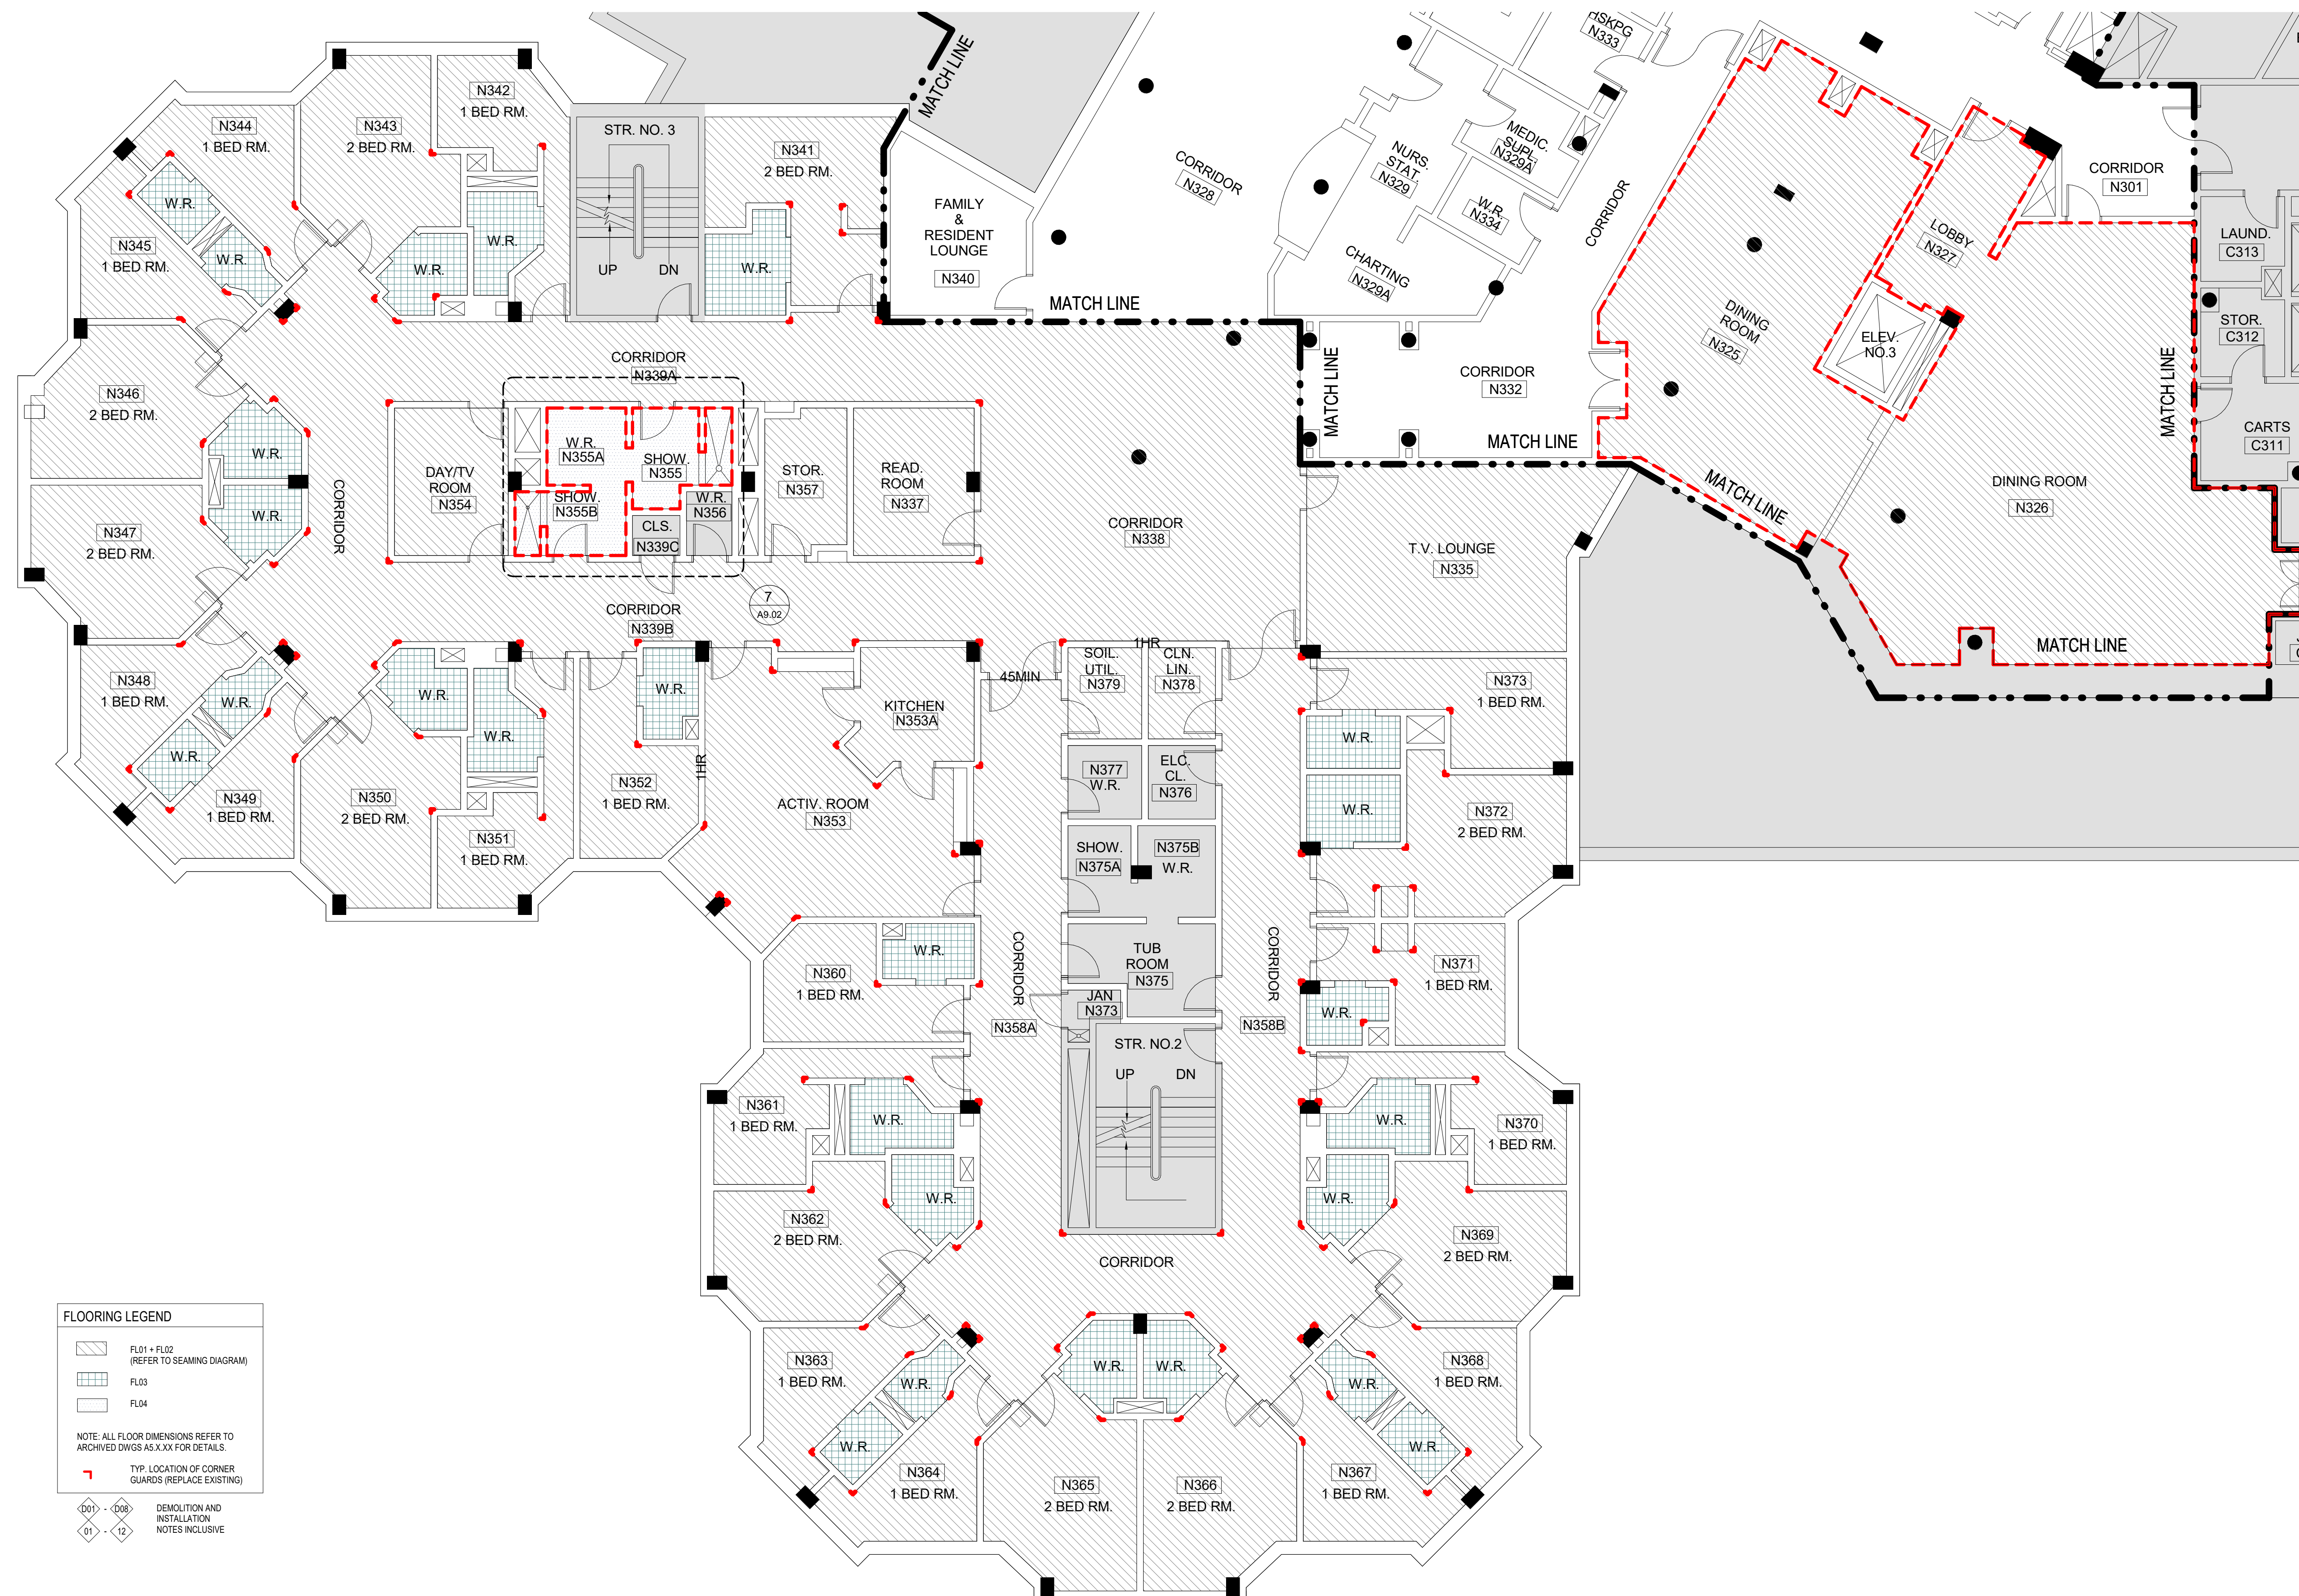 HSKPG
N333
MATCH LINE
N342
1 BED RM.
N344
1 BED RM.
N343
2 BED RM.
STR. NO. 3
UP
DN
N341
2 BED RM.
W.R.
FAMILY
&
RESIDENT
LOUNGE
N340
CORRIDOR
N328
NURS.
STAT.
N329
MEDIC.
SUPL.
N329A
W.R.
N334
CHARTING
N329A
CORRIDOR
CORRIDOR
N301
LOBBY
N327
LAUND.
C313
STOR.
C312
CARTS
C311
DINING
ROOM
N325
ELEV.
NO.3
W.R.
N345
1 BED RM.
W.R.
W.R.
W.R.
MATCH LINE
MATCH LINE
CORRIDOR
N332
MATCH LINE
MATCH LINE
MATCH LINE
DINING ROOM
N326
MATCH LINE
CORRIDOR
N339A
N346
2 BED RM.
W.R.
DAY/TV
ROOM
N354
W.R.
N355A
SHOW.
N355
SHOW.
N355B
W.R.
N356
CLS.
N339C
STOR.
N357
READ.
ROOM
N337
CORRIDOR
N338
T.V. LOUNGE
N335
CORRIDOR
N347
2 BED RM.
W.R.
CORRIDOR
N339B
7
A9.02
1HR
SOIL.
UTIL.
N379
CLN.
LIN.
N378
45MIN
N348
1 BED RM.
W.R.
W.R.
W.R.
W.R.
W.R.
KITCHEN
N353A
N373
1 BED RM.
W.R.
N349
1 BED RM.
N350
2 BED RM.
N351
1 BED RM.
N352
1 BED RM.
1HR
ACTIV. ROOM
N353
N377
W.R.
ELC.
CL.
N376
W.R.
N372
2 BED RM.
SHOW.
N375A
N375B
W.R.
N360
1 BED RM.
W.R.
CORRIDOR
N358A
TUB
ROOM
N375
JAN
N373
CORRIDOR
N358B
N371
1 BED RM.
W.R.
STR. NO.2
UP
DN
N361
1 BED RM.
W.R.
W.R.
N370
1 BED RM.
N362
2 BED RM.
W.R.
W.R.
N369
2 BED RM.
CORRIDOR
N363
1 BED RM.
W.R.
W.R.
W.R.
W.R.
N368
1 BED RM.
W.R.
N364
1 BED RM.
N365
2 BED RM.
N366
2 BED RM.
N367
1 BED RM.
W.R.
FLOORING LEGEND
FL01 + FL02
(REFER TO SEAMING DIAGRAM)
FL03
FL04
NOTE: ALL FLOOR DIMENSIONS REFER TO
ARCHIVED DWGS A5.X.XX FOR DETAILS.
TYP. LOCATION OF CORNER
GUARDS (REPLACE EXISTING)
D01 - D08
01 - 12
DEMOLITION AND
INSTALLATION
NOTES INCLUSIVE